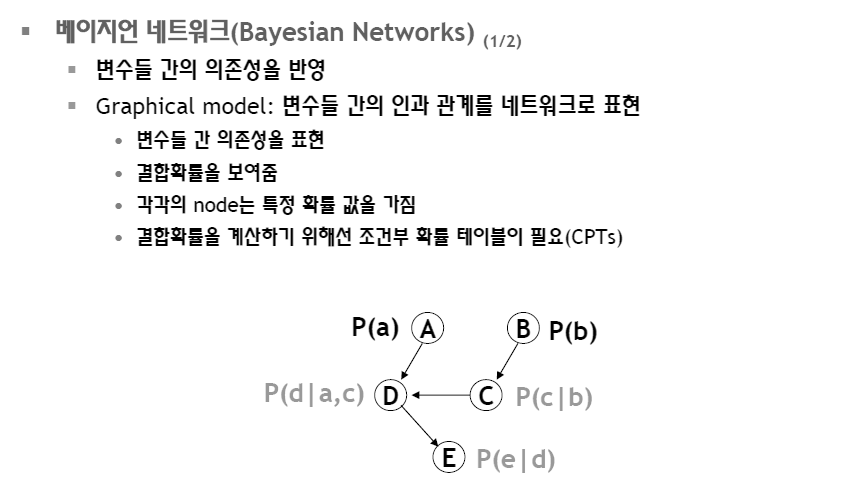 베이지언 네트워크(Bayesian Networks) (1/2)
변수들 간의 의존성을 반영
Graphical model: 변수들 간의 인과 관계를 네트워크로 표현
변수들 간 의존성을 표현
결합확률을 보여줌
각각의 node는 특정 확률 값을 가짐
결합확률을 계산하기 위해선 조건부 확률 테이블이 필요(CPTs)
P(a) A B P(b)
P(d|a,c) D C P(c|b)
E P(e|d)